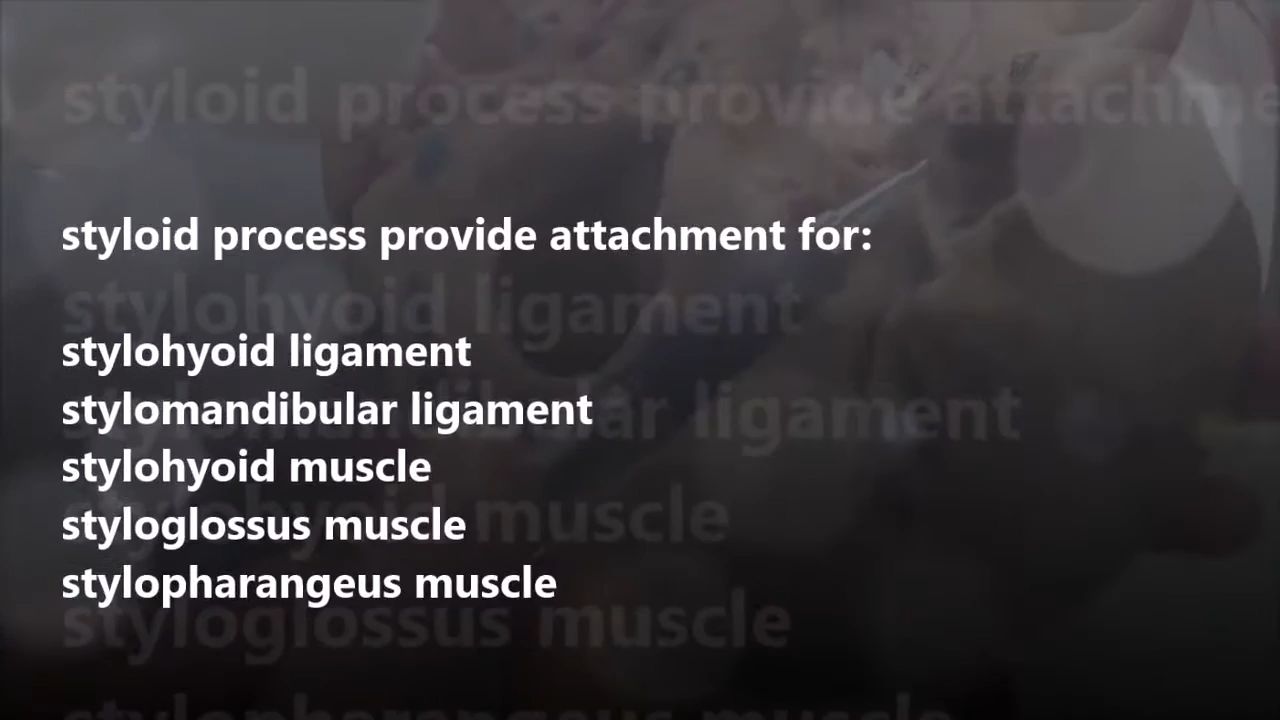 styloid process provide attachment for:
stylohyoid ligament
stylomandibular ligament
stylohyoid muscle
styloglossus muscle
stylopharangeus muscle